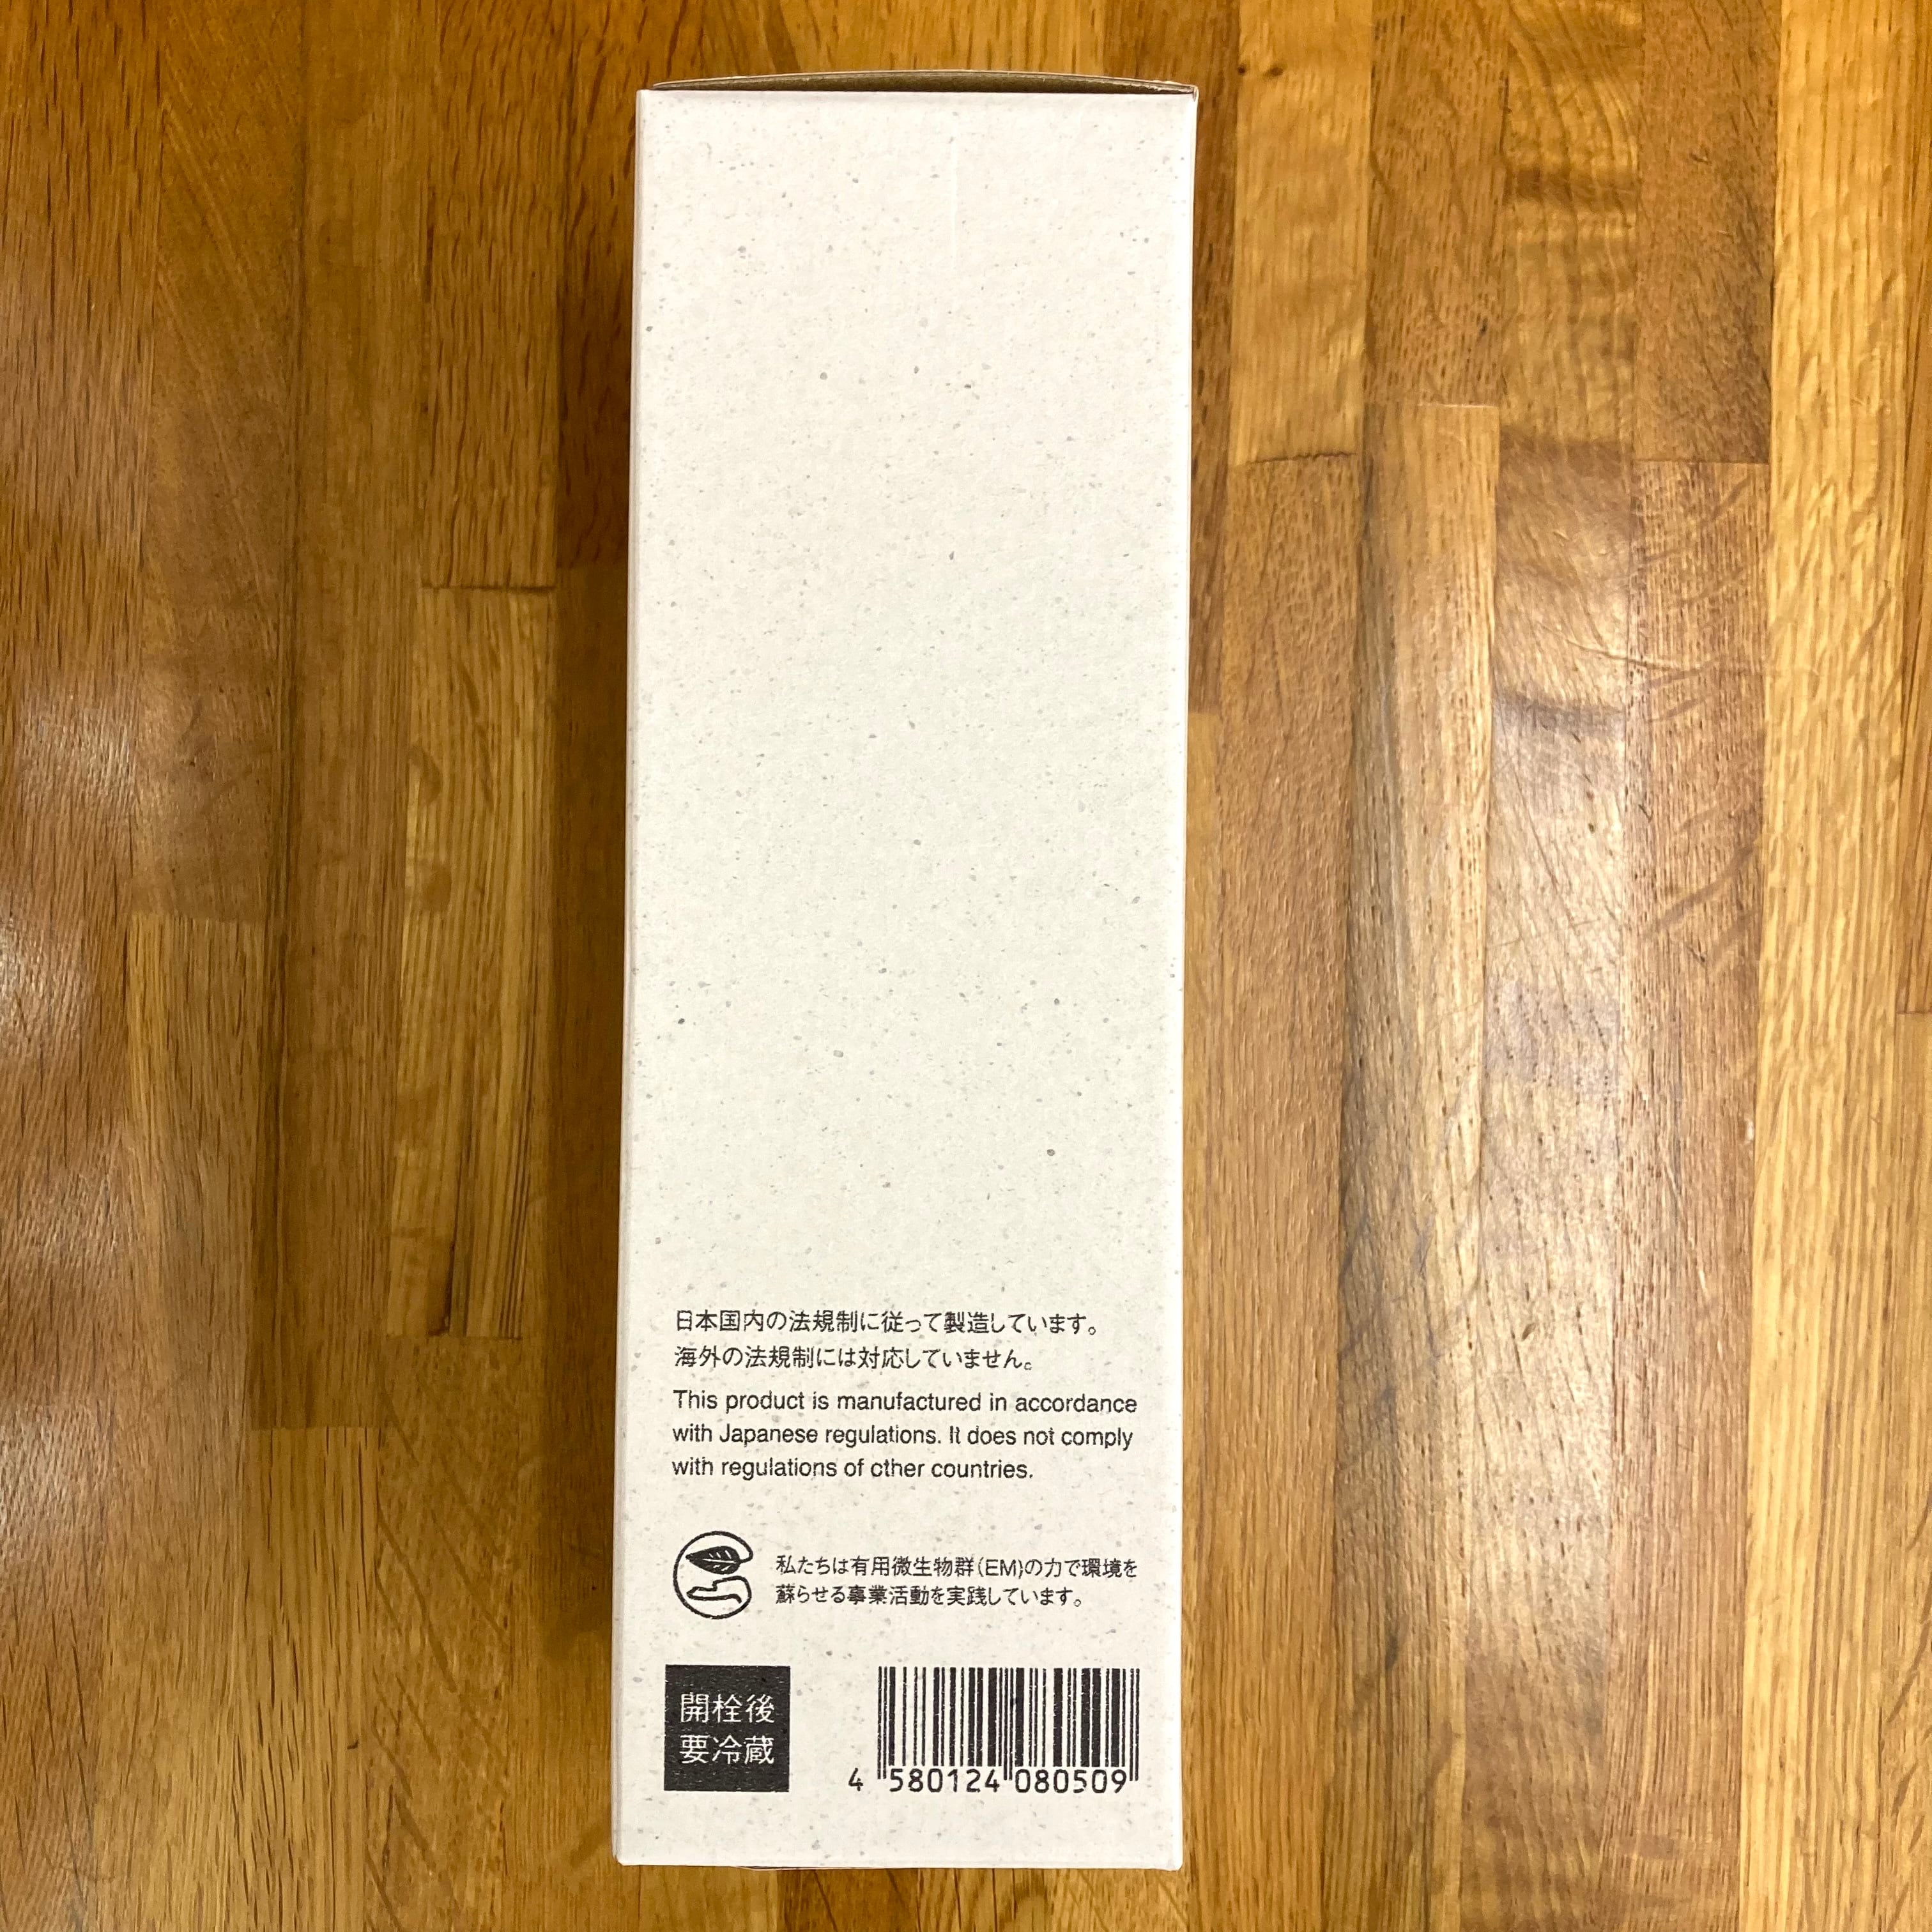 日本国内の法規制に従って製造しています。
海外の法規制には対応していません。
This product is manufactured in accordance
with Japanese regulations. It does not comply
with regulations of other countries.
私たちは有用微生物群(EM)の力で環境を
蘇らせる事業活動を実践しています。
開栓後
要冷蔵
4 580124 080509